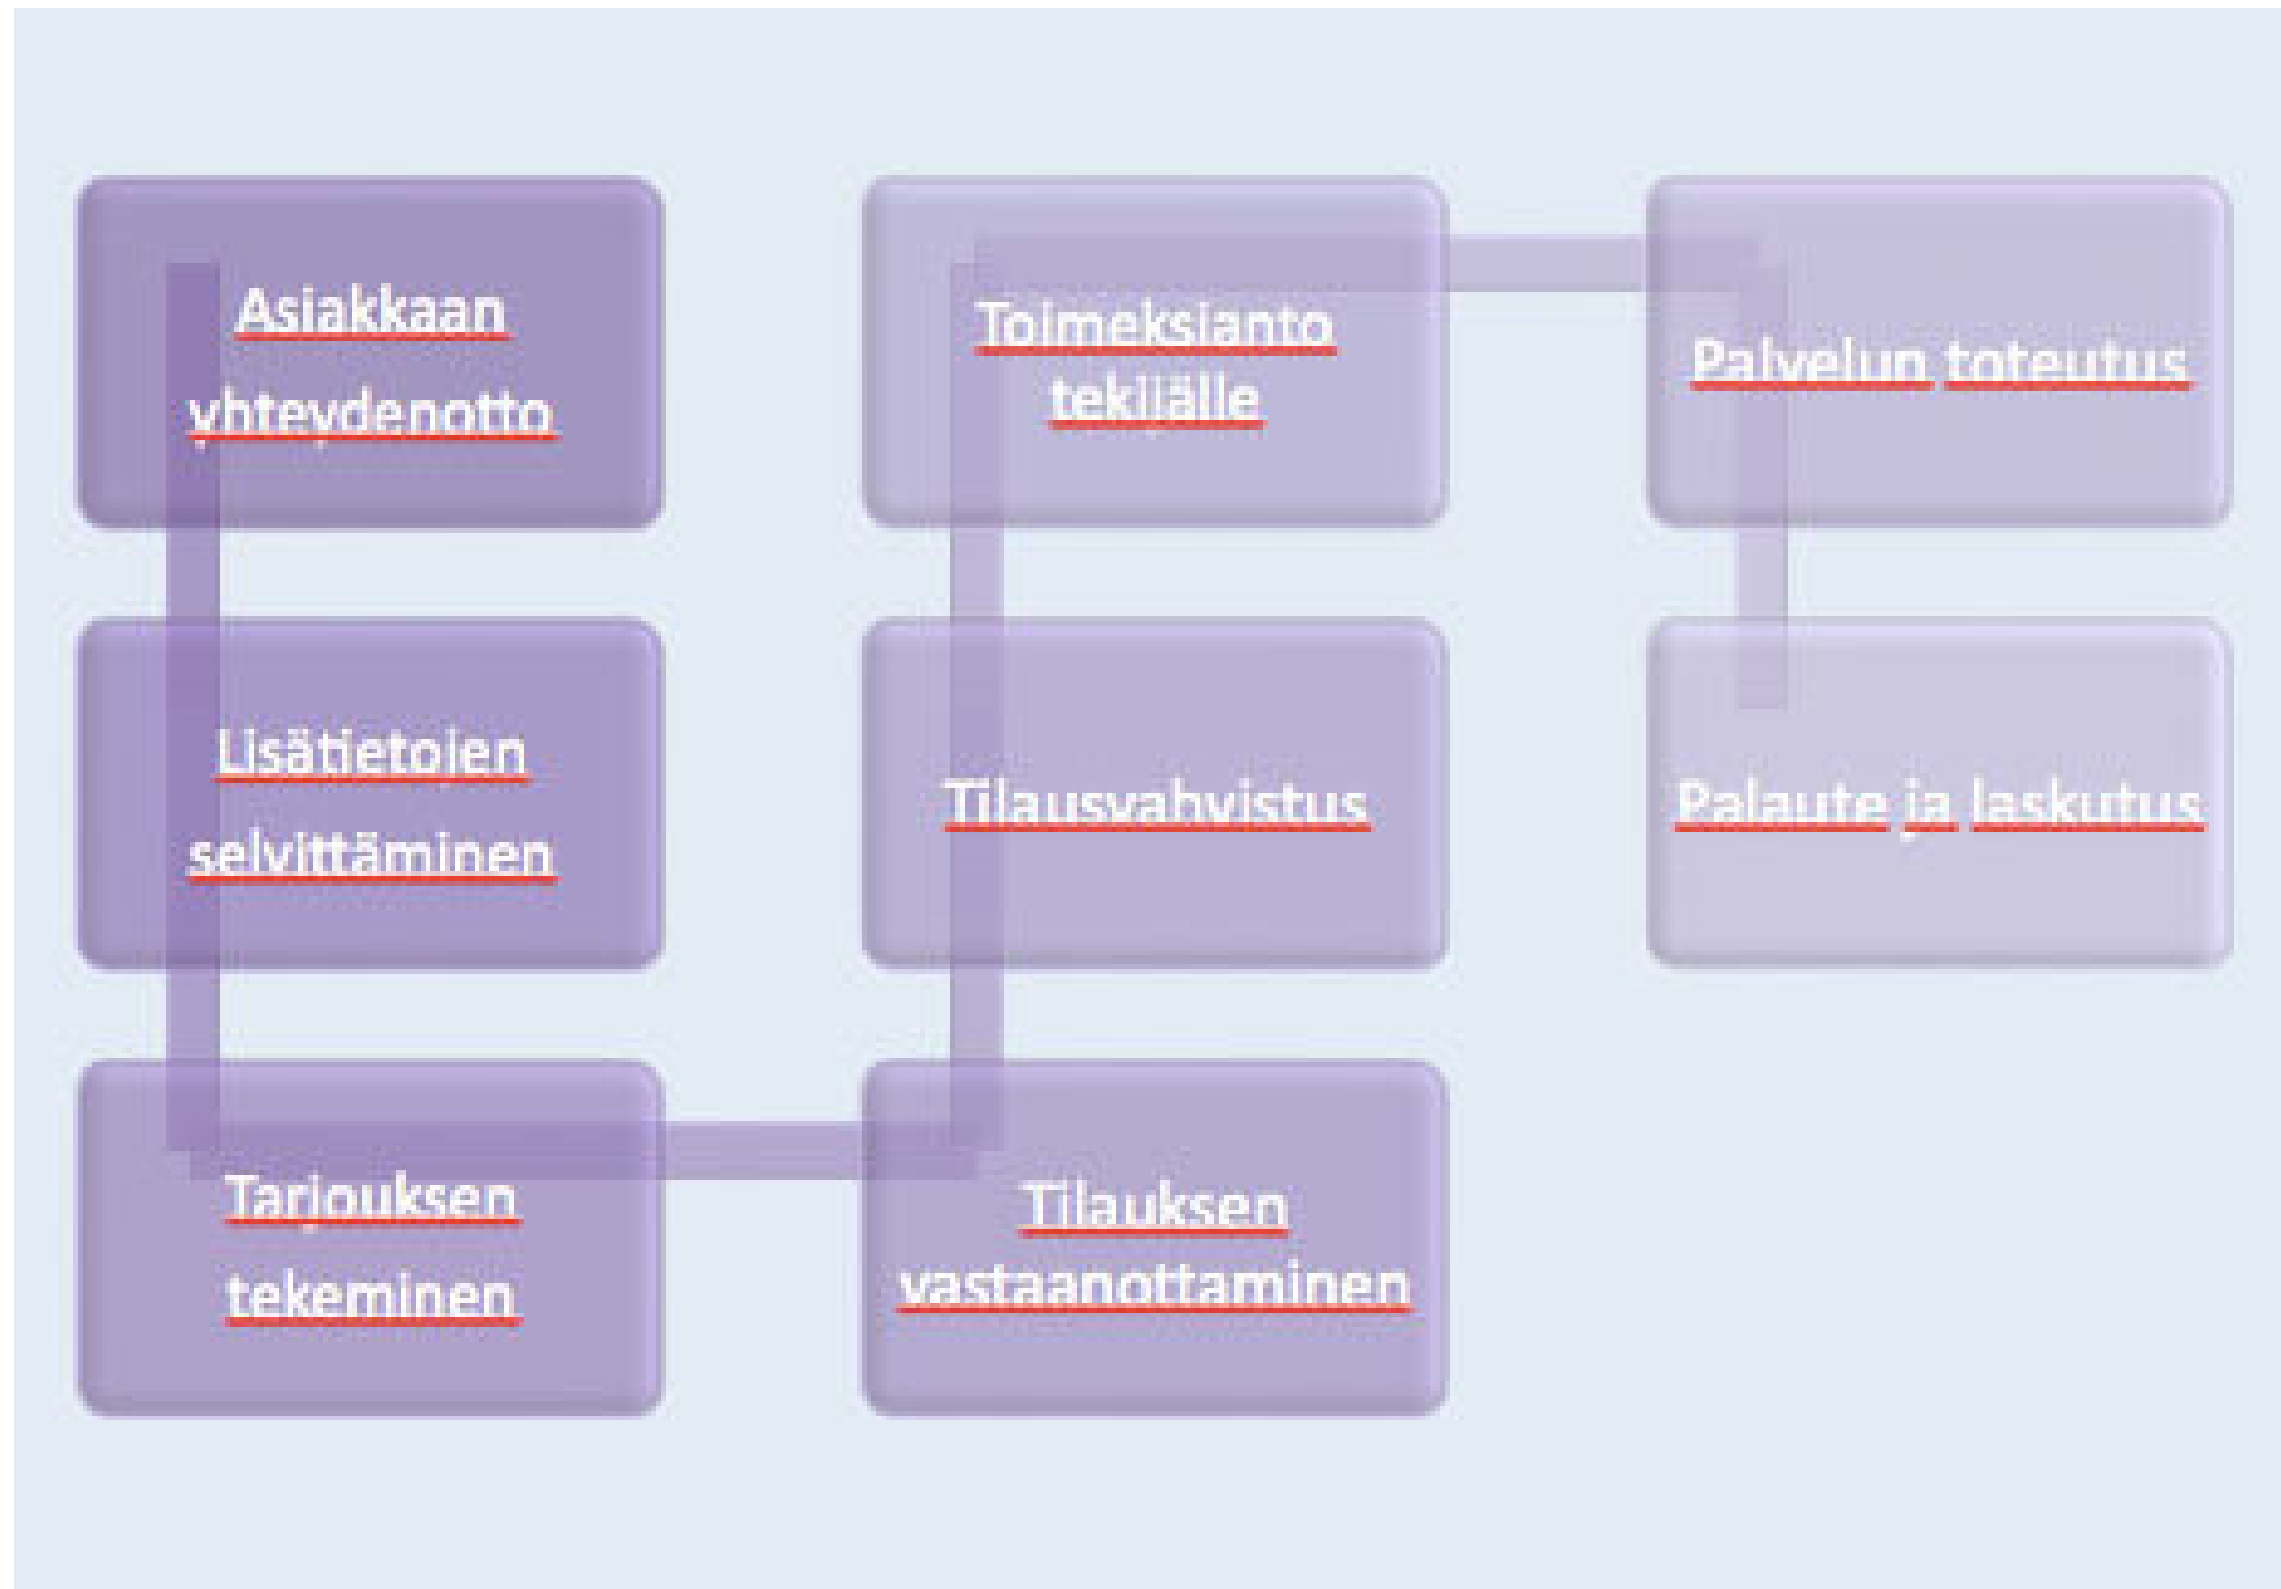 Asiakkaan
yhteydenotto
Lisätietojen
selvittäminen
Tarjouksen
tekeminen
Tilauksen
vastaanottaminen
Tilausvahvistus
Toimeksianto
tekijälle
Palvelun toteutus
Palaute ja laskutus